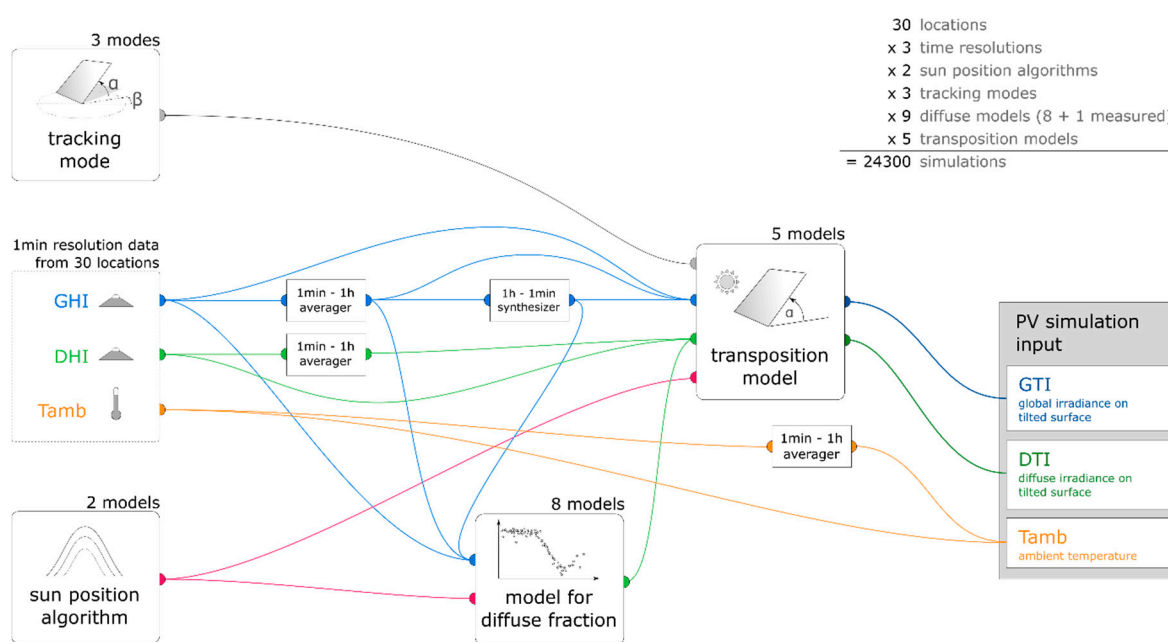 3 modes
α
β
tracking
mode
30 locations
x 3 time resolutions
x 2 sun position algorithms
x 3 tracking modes
x 9 diffuse models (8 + 1 measured)
x 5 transposition models
= 24300 simulations
1min resolution data
from 30 locations
GHI
DHI
Tamb
1min - 1h
averager
1h - 1min
synthesizer
1min - 1h
averager
5 models
α
transposition
model
1min - 1h
averager
PV simulation
input
GTI
global irradiance on
tilted surface
DTI
diffuse irradiance on
tilted surface
Tamb
ambient temperature
2 models
sun position
algorithm
8 models
model for
diffuse fraction